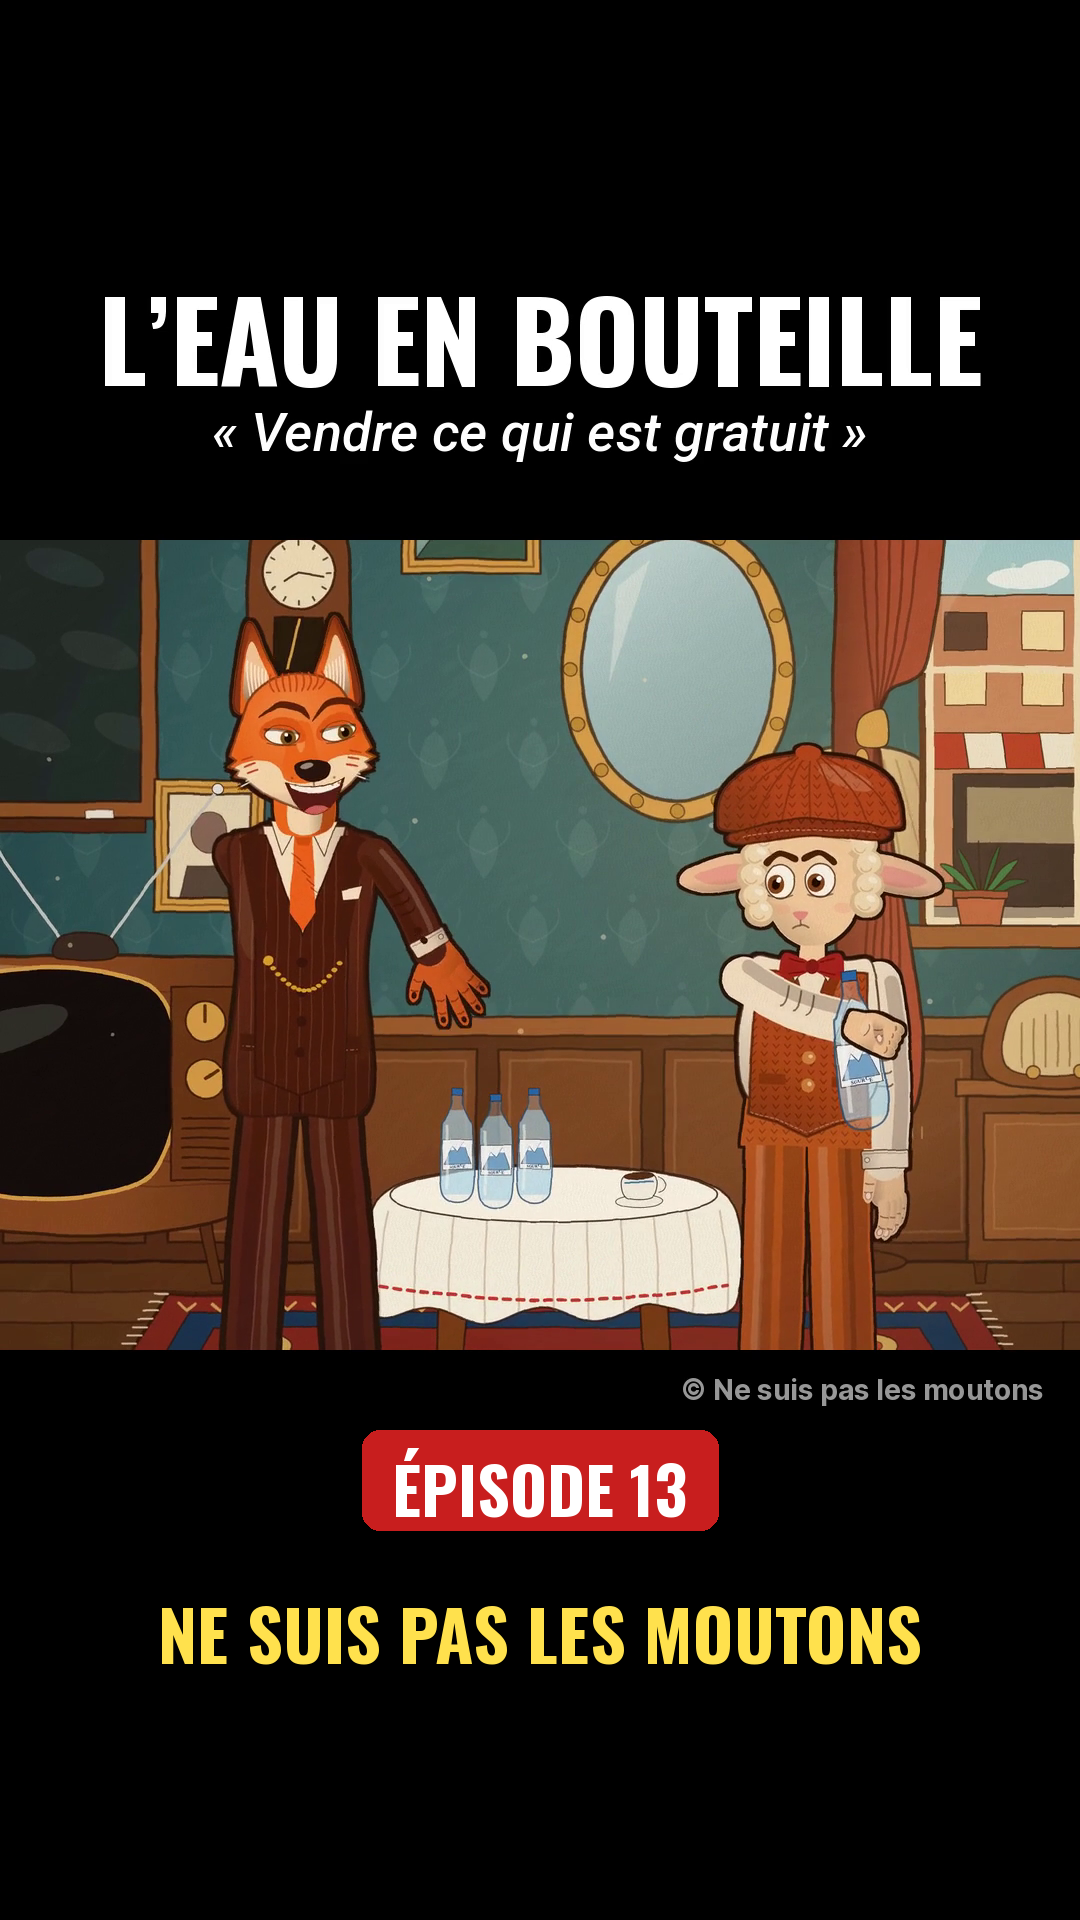 L’EAU EN BOUTEILLE
« Vendre ce qui est gratuit »
© Ne suis pas les moutons
ÉPISODE 13
NE SUIS PAS LES MOUTONS